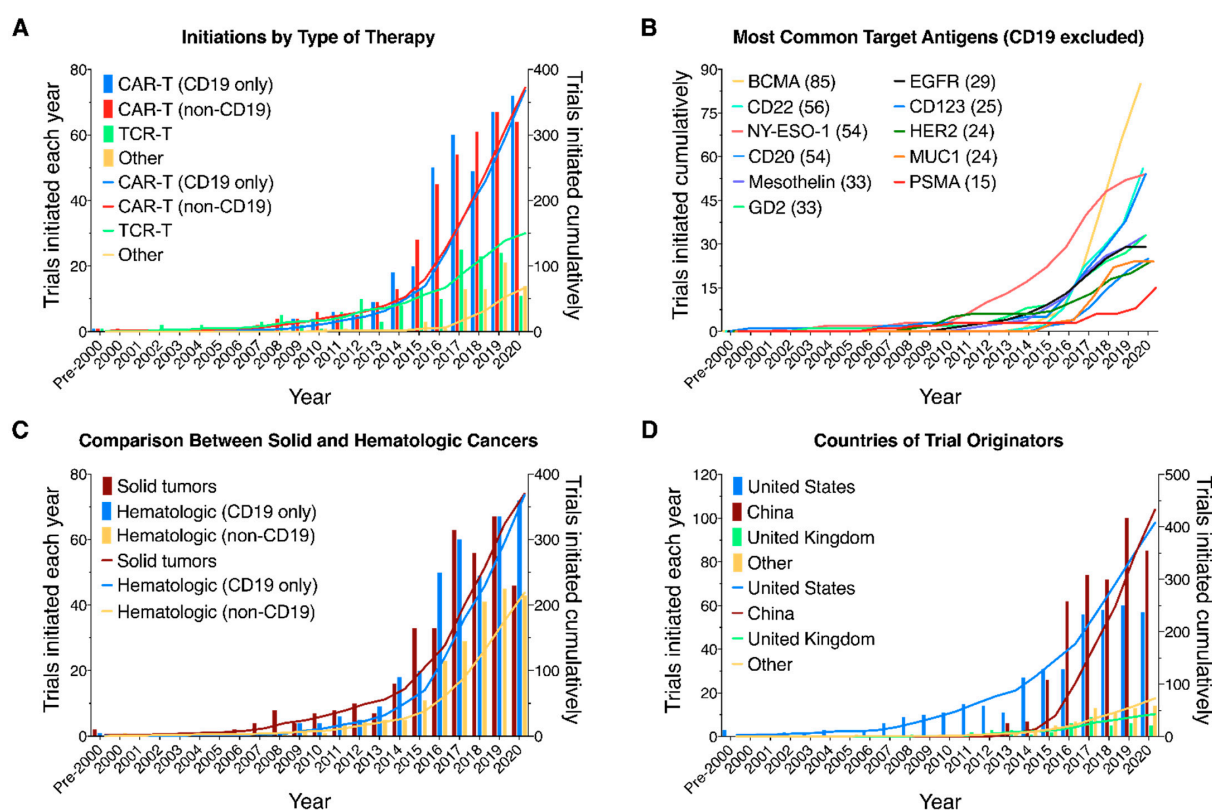 A
Initiations by Type of Therapy
Trials initiated each year
80
60
40
20
0
CAR-T (CD19 only)
CAR-T (non-CD19)
TCR-T
Other
CAR-T (CD19 only)
CAR-T (non-CD19)
TCR-T
Other
400
300
200
100
0
Trials initiated cumulatively
Pre-2000
2000
2001
2002
2003
2004
2005
2006
2007
2008
2009
2010
2011
2012
2013
2014
2015
2016
2017
2018
2019
2020
Year
B
Most Common Target Antigens (CD19 excluded)
Trials initiated cumulatively
90
75
60
45
30
15
0
BCMA (85)
CD22 (56)
NY-ESO-1 (54)
CD20 (54)
Mesothelin (33)
GD2 (33)
EGFR (29)
CD123 (25)
HER2 (24)
MUC1 (24)
PSMA (15)
Pre-2000
2000
2001
2002
2003
2004
2005
2006
2007
2008
2009
2010
2011
2012
2013
2014
2015
2016
2017
2018
2019
2020
Year
C
Comparison Between Solid and Hematologic Cancers
Trials initiated each year
80
60
40
20
0
Solid tumors
Hematologic (CD19 only)
Hematologic (non-CD19)
Solid tumors
Hematologic (CD19 only)
Hematologic (non-CD19)
400
300
200
100
0
Trials initiated cumulatively
Pre-2000
2000
2001
2002
2003
2004
2005
2006
2007
2008
2009
2010
2011
2012
2013
2014
2015
2016
2017
2018
2019
2020
Year
D
Countries of Trial Originators
Trials initiated each year
120
100
80
60
40
20
0
United States
China
United Kingdom
Other
United States
China
United Kingdom
Other
500
400
300
200
100
0
Trials initiated cumulatively
Pre-2000
2000
2001
2002
2003
2004
2005
2006
2007
2008
2009
2010
2011
2012
2013
2014
2015
2016
2017
2018
2019
2020
Year